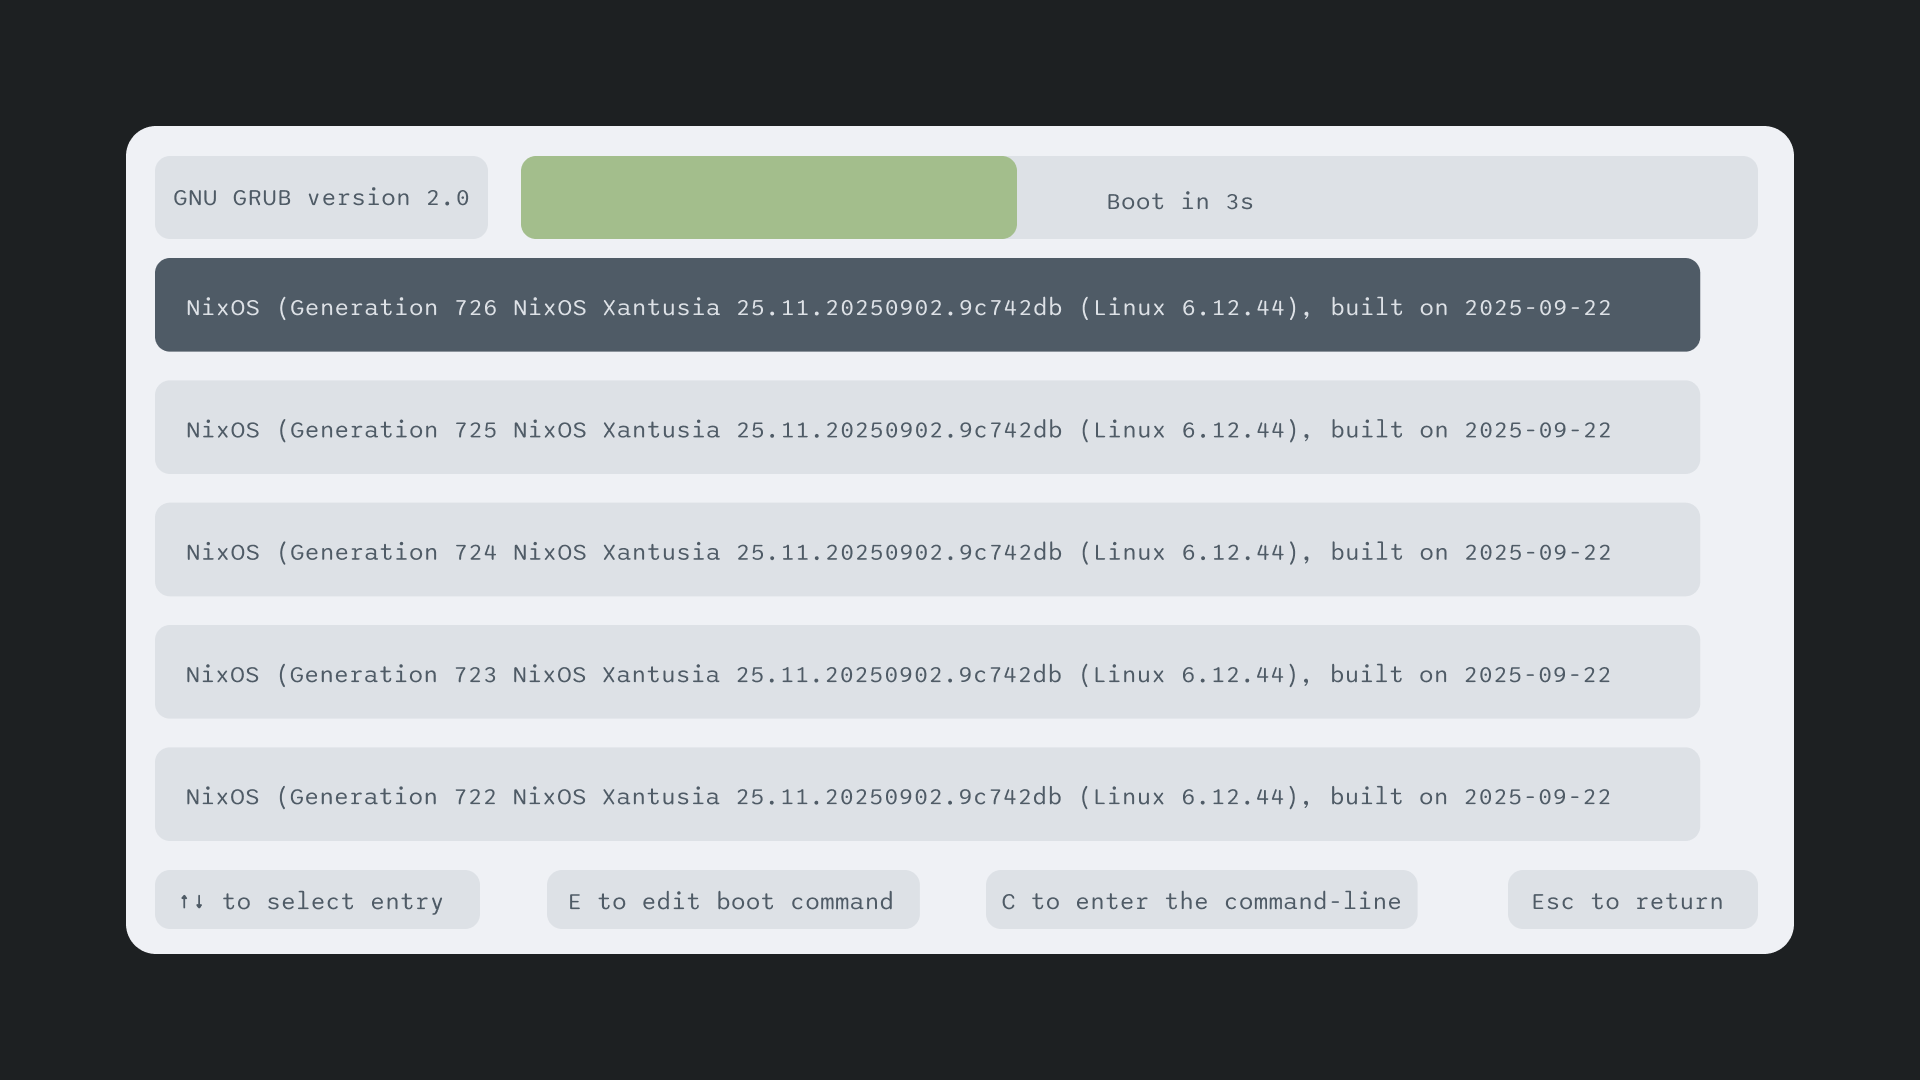 GNU GRUB version 2.0
Boot in 3s
NixOS (Generation 726 NixOS Xantusia 25.11.20250902.9c742db (Linux 6.12.44), built on 2025-09-22
NixOS (Generation 725 NixOS Xantusia 25.11.20250902.9c742db (Linux 6.12.44), built on 2025-09-22
NixOS (Generation 724 NixOS Xantusia 25.11.20250902.9c742db (Linux 6.12.44), built on 2025-09-22
NixOS (Generation 723 NixOS Xantusia 25.11.20250902.9c742db (Linux 6.12.44), built on 2025-09-22
NixOS (Generation 722 NixOS Xantusia 25.11.20250902.9c742db (Linux 6.12.44), built on 2025-09-22
↑↓ to select entry
E to edit boot command
C to enter the command-line
Esc to return